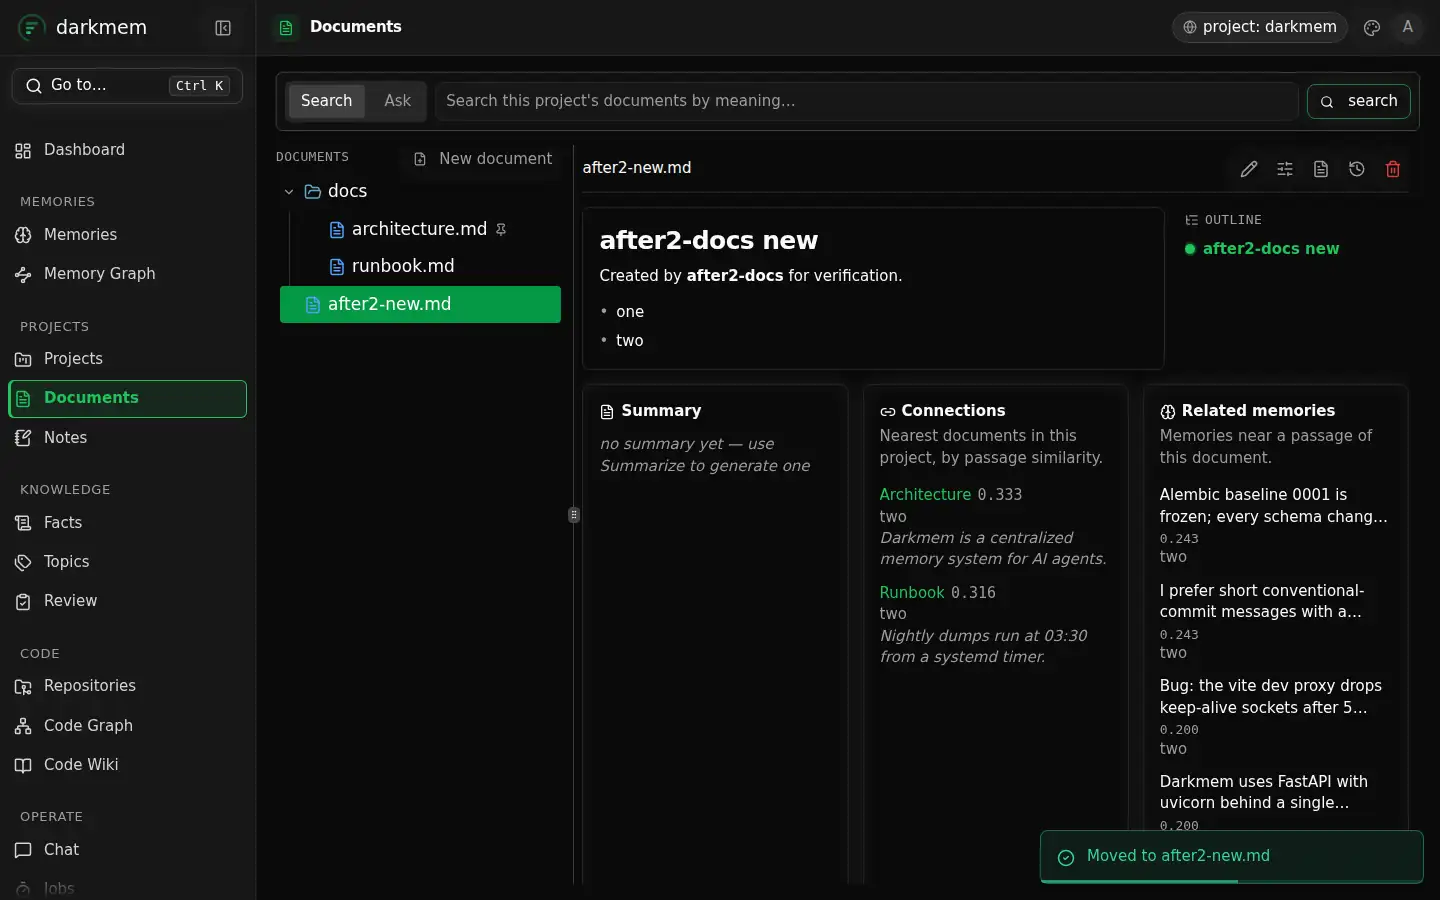 darkmem
Go to...
Ctrl K
Dashboard
MEMORIES
Memories
Memory Graph
PROJECTS
Projects
Documents
Notes
KNOWLEDGE
Facts
Topics
Review
CODE
Repositories
Code Graph
Code Wiki
OPERATE
Chat
Jobs
Documents
project: darkmem
A
Search
Ask
Search this project's documents by meaning...
search
DOCUMENTS
New document
docs
architecture.md
runbook.md
after2-new.md
after2-new.md
after2-docs new
Created by after2-docs for verification.
• one
• two
OUTLINE
after2-docs new
Summary
no summary yet — use
Summarize to generate one
Connections
Nearest documents in this
project, by passage similarity.
Architecture 0.333
two
Darkmem is a centralized
memory system for AI agents.
Runbook 0.316
two
Nightly dumps run at 03:30
from a systemd timer.
Related memories
Memories near a passage of
this document.
Alembic baseline 0001 is
frozen; every schema chang...
0.243
two
I prefer short conventional-
commit messages with a...
0.243
two
Bug: the vite dev proxy drops
keep-alive sockets after 5...
0.200
two
Darkmem uses FastAPI with
uvicorn behind a single...
0.200
Moved to after2-new.md